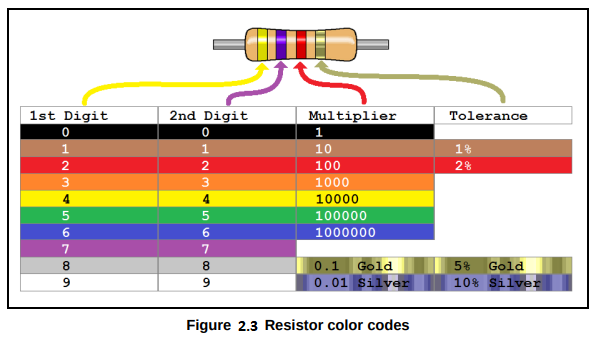 1st Digit 2nd Digit Multiplier Tolerance
0 0 1
1 1 10 1%
2 2 100 2%
3 3 1000
4 4 10000
5 5 100000
6 6 1000000
7 7
8 8 0.1 Gold 5% Gold
9 9 0.01 Silver 10% Silver
Figure 2.3 Resistor color codes